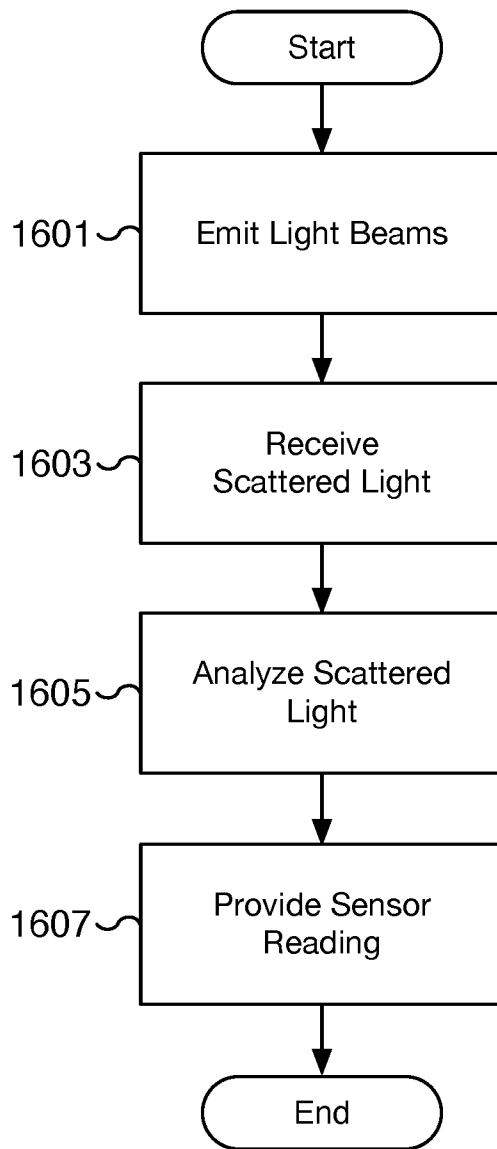 Start
1601
Emit Light Beams
1603
Receive
Scattered Light
1605
Analyze Scattered
Light
1607
Provide Sensor
Reading
End